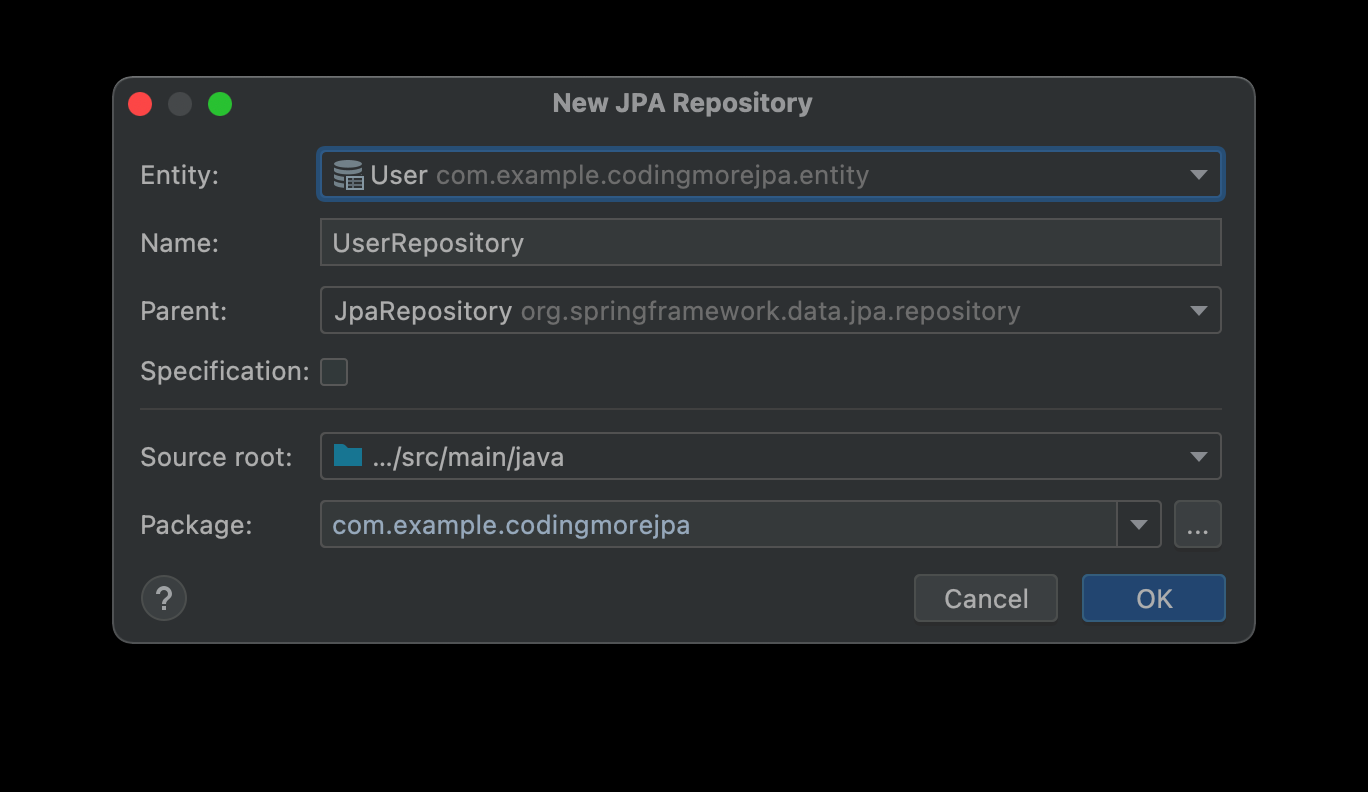 New JPA Repository
Entity: User com.example.codingmorejpa.entity
Name: UserRepository
Parent: JpaRepository org.springframework.data.jpa.repository
Specification:
Source root: .../src/main/java
Package: com.example.codingmorejpa ...
? Cancel OK